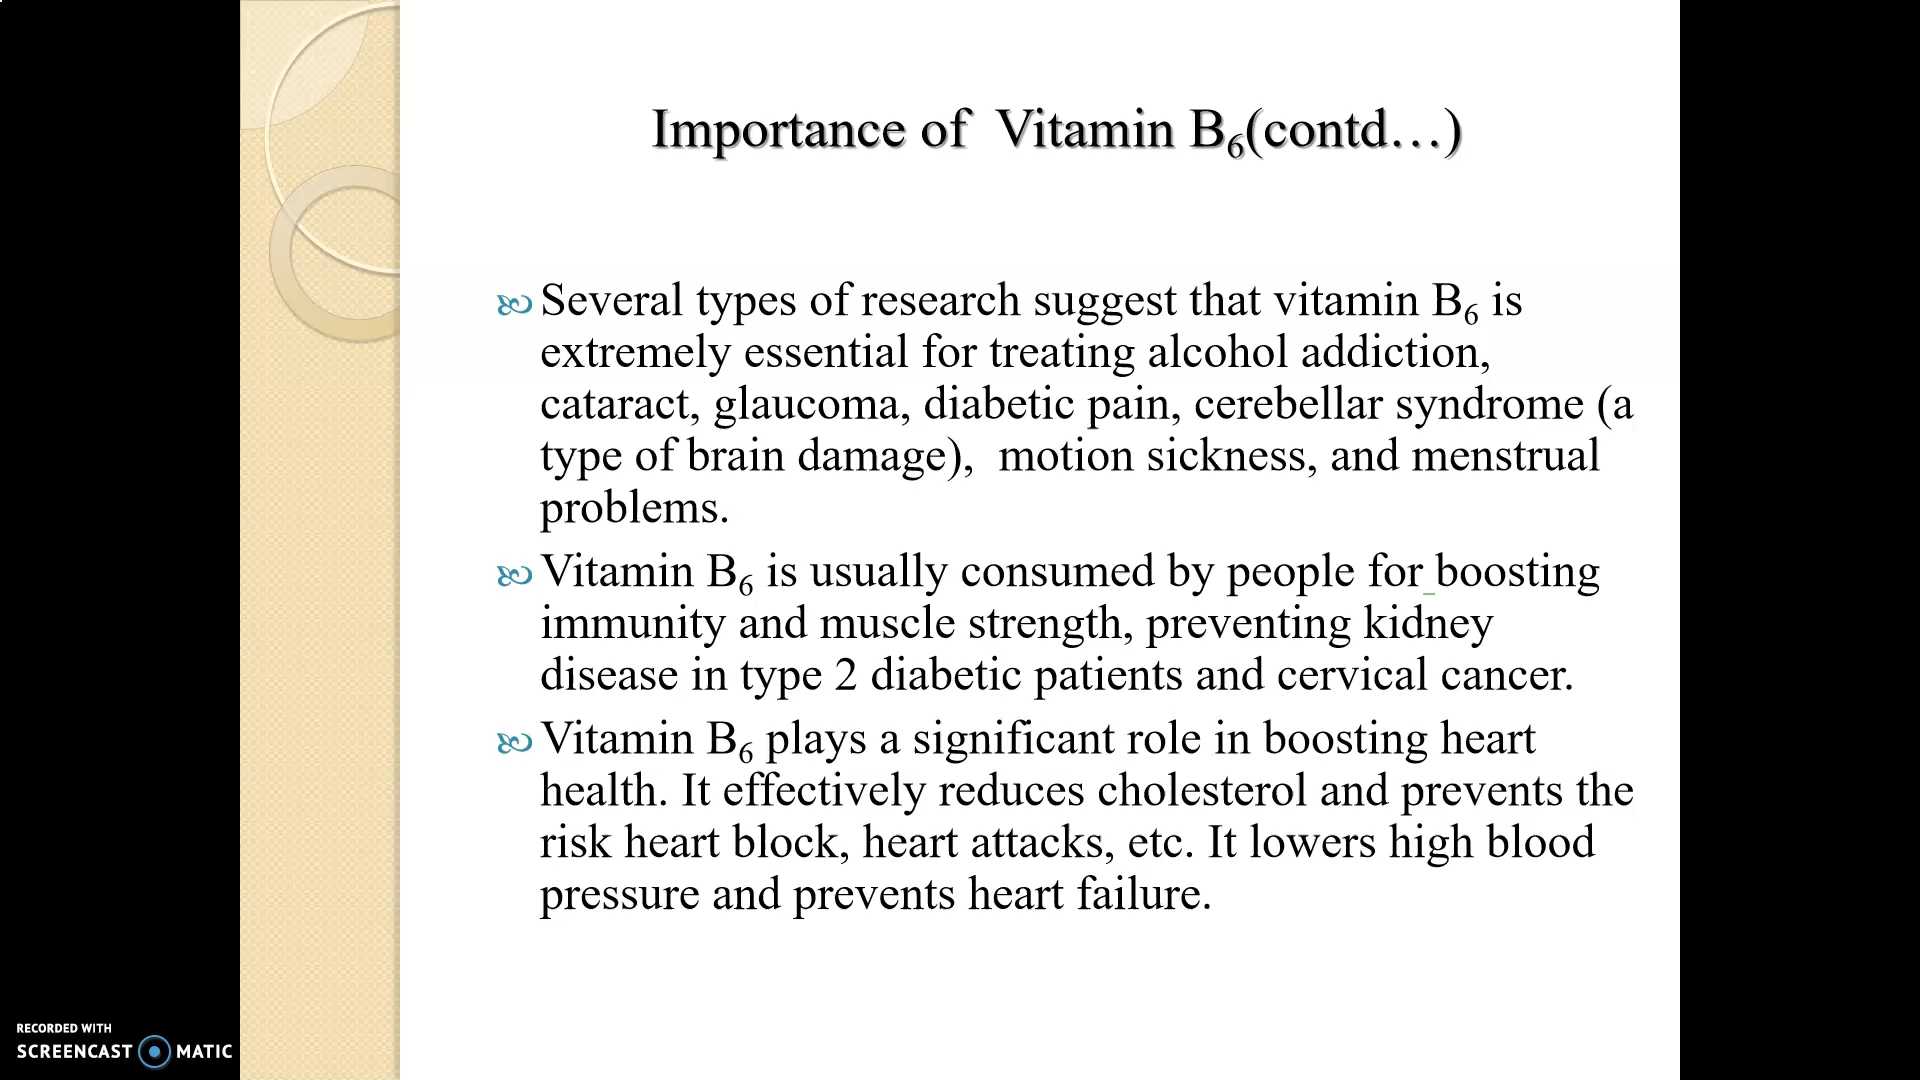 Importance of Vitamin B₆(contd…)
Several types of research suggest that vitamin B₆ is
extremely essential for treating alcohol addiction,
cataract, glaucoma, diabetic pain, cerebellar syndrome (a
type of brain damage), motion sickness, and menstrual
problems.
Vitamin B₆ is usually consumed by people for boosting
immunity and muscle strength, preventing kidney
disease in type 2 diabetic patients and cervical cancer.
Vitamin B₆ plays a significant role in boosting heart
health. It effectively reduces cholesterol and prevents the
risk heart block, heart attacks, etc. It lowers high blood
pressure and prevents heart failure.
RECORDED WITH
SCREENCAST MATIC